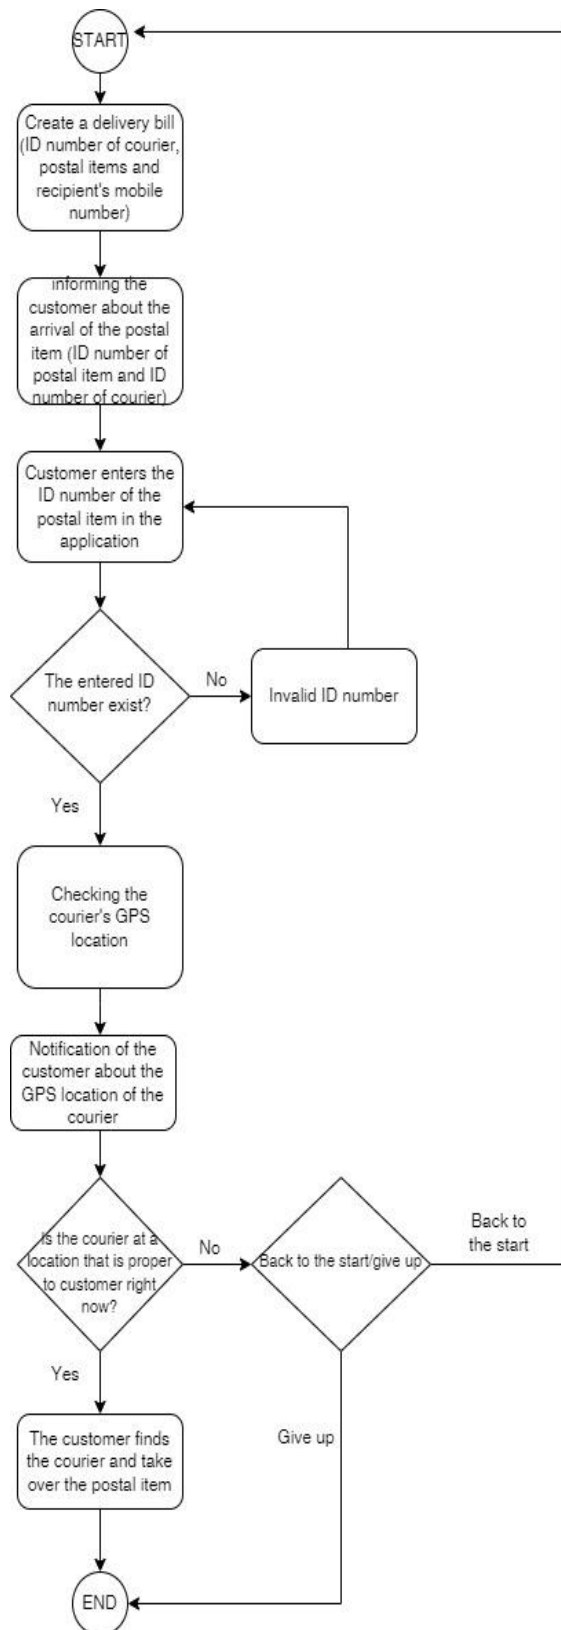 START
Create a delivery bill
(ID number of courier,
postal items and
recipient's mobile
number)
informing the
customer about the
arrival of the postal
item (ID number of
postal item and ID
number of courier)
Customer enters the
ID number of the
postal item in the
application
The entered ID
number exist?
No
Invalid ID number
Yes
Checking the
courier's GPS
location
Notification of the
customer about the
GPS location of the
courier
Is the courier at a
location that is proper
to customer right
now?
No
Back to the start/give up
Back to
the start
Yes
Give up
The customer finds
the courier and take
over the postal item
END